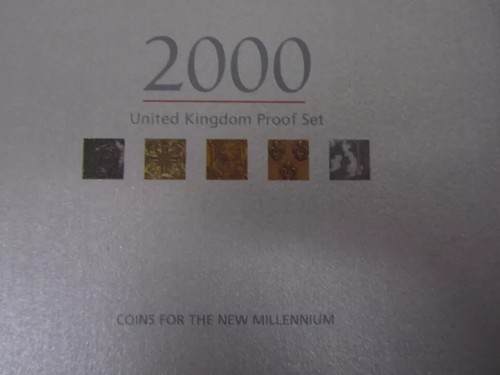 2000
United Kingdom Proof Set
COINS FOR THE NEW MILLENNIUM